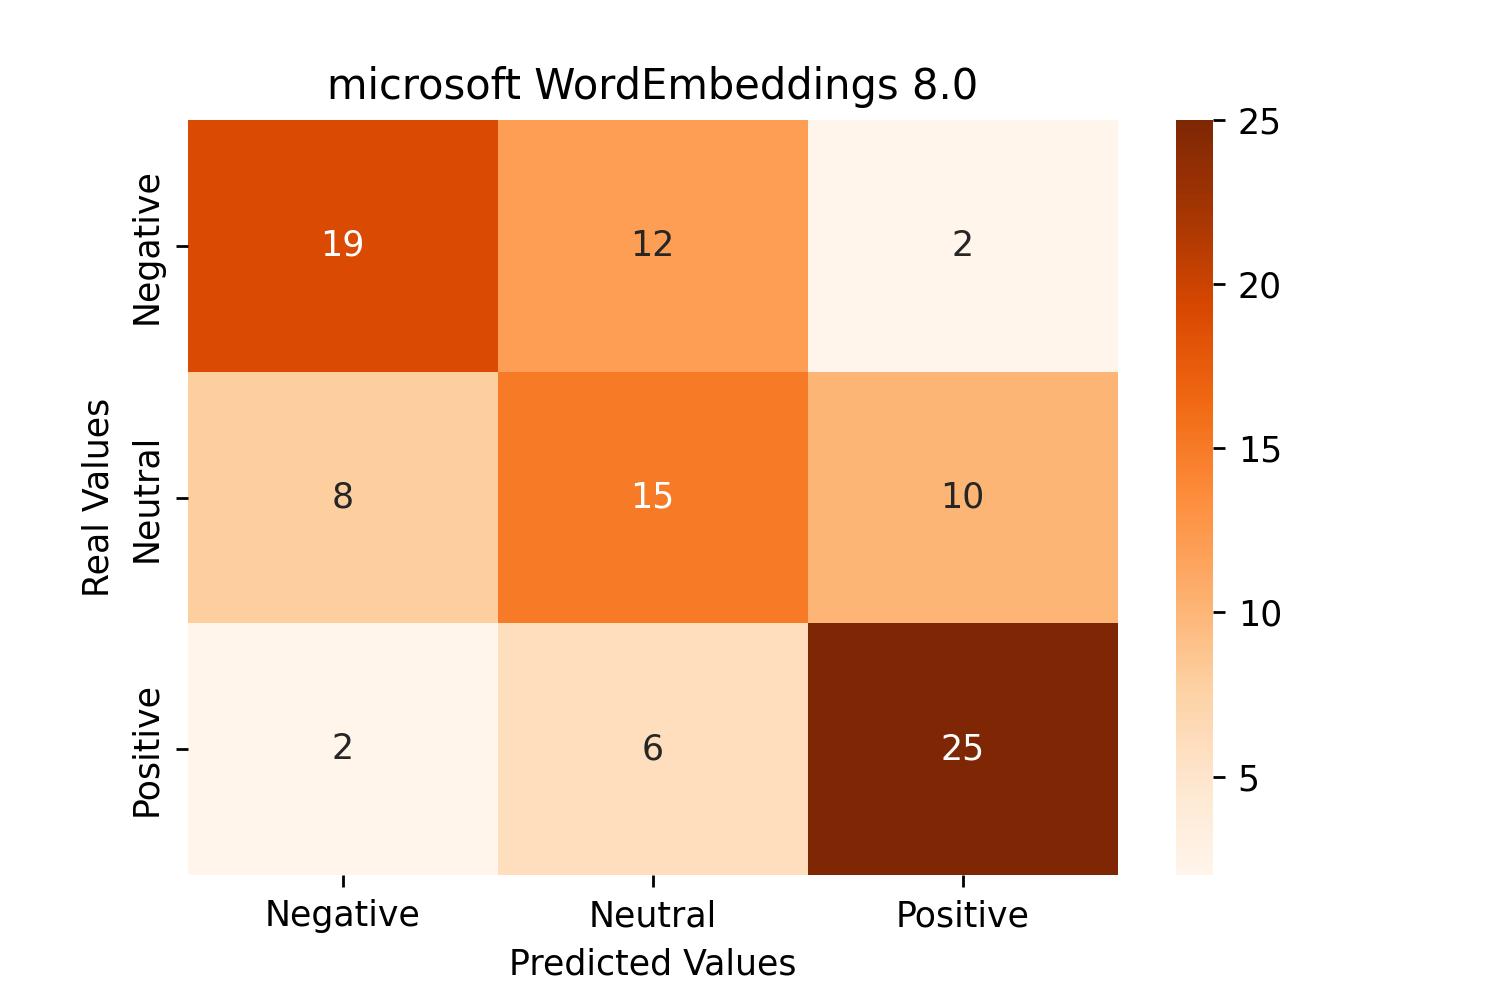 microsoft WordEmbeddings 8.0
Real Values
Negative
19 12 2
Neutral
8 15 10
Positive
2 6 25
Negative Neutral Positive
Predicted Values
25
20
15
10
5